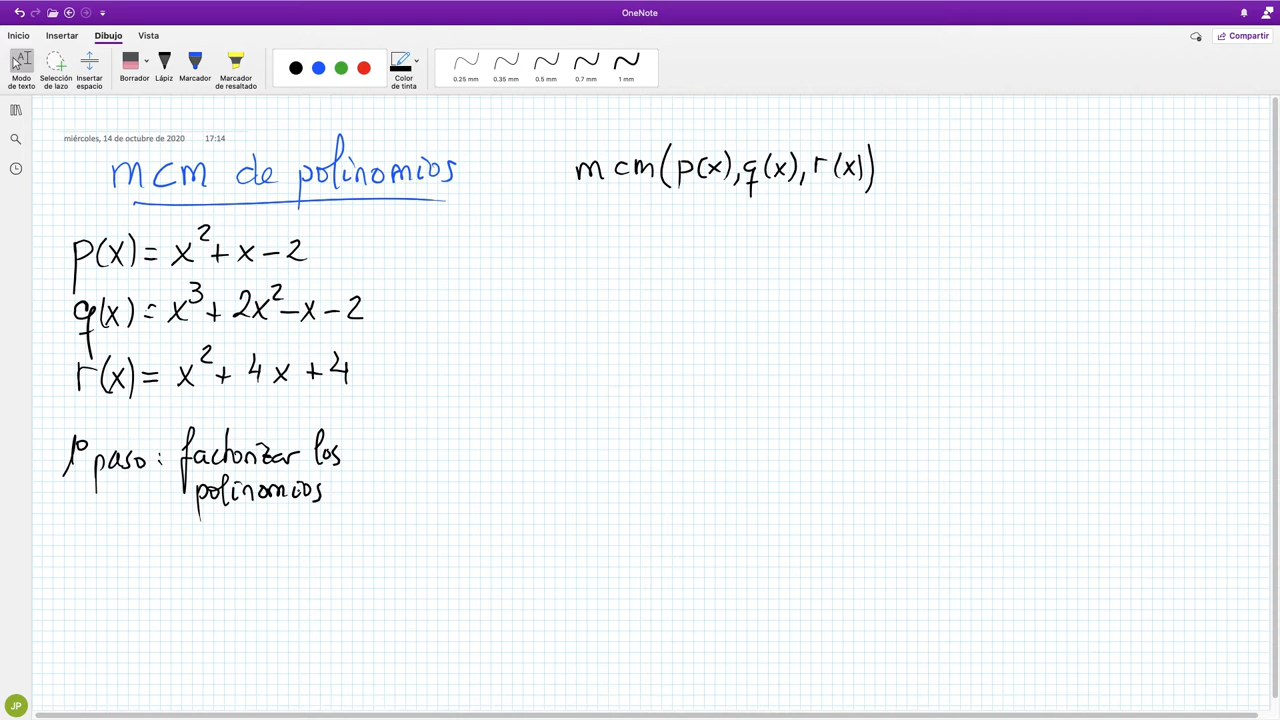 OneNote
Inicio Insertar Dibujo Vista
Compartir
Modo de texto
Selección de lazo
Insertar espacio
Borrador
Lápiz
Marcador
Marcador de resaltado
Color de tinta
0.25 mm 0.35 mm 0.5 mm 0.7 mm 1 mm
miércoles, 14 de octubre de 2020 17:14
mcm de polinomios
mcm(p(x),q(x),r(x))
p(x) = x² + x - 2
q(x) = x³ + 2x² - x - 2
r(x) = x² + 4x + 4
1º paso: factorizar los
polinomios
JP